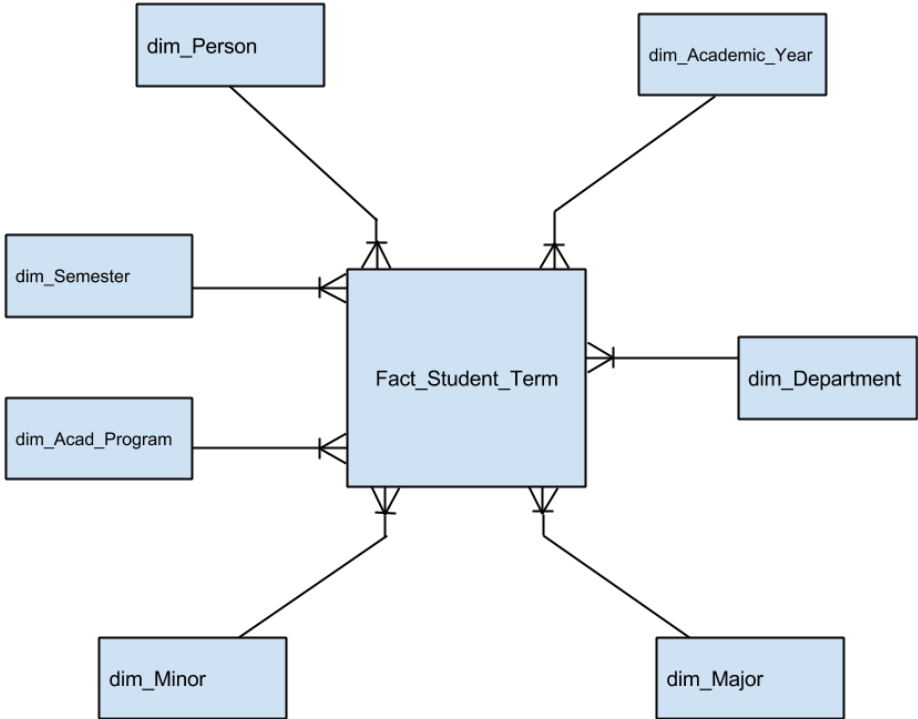 dim_Person
dim_Academic_Year
dim_Semester
Fact_Student_Term
dim_Department
dim_Acad_Program
dim_Minor
dim_Major